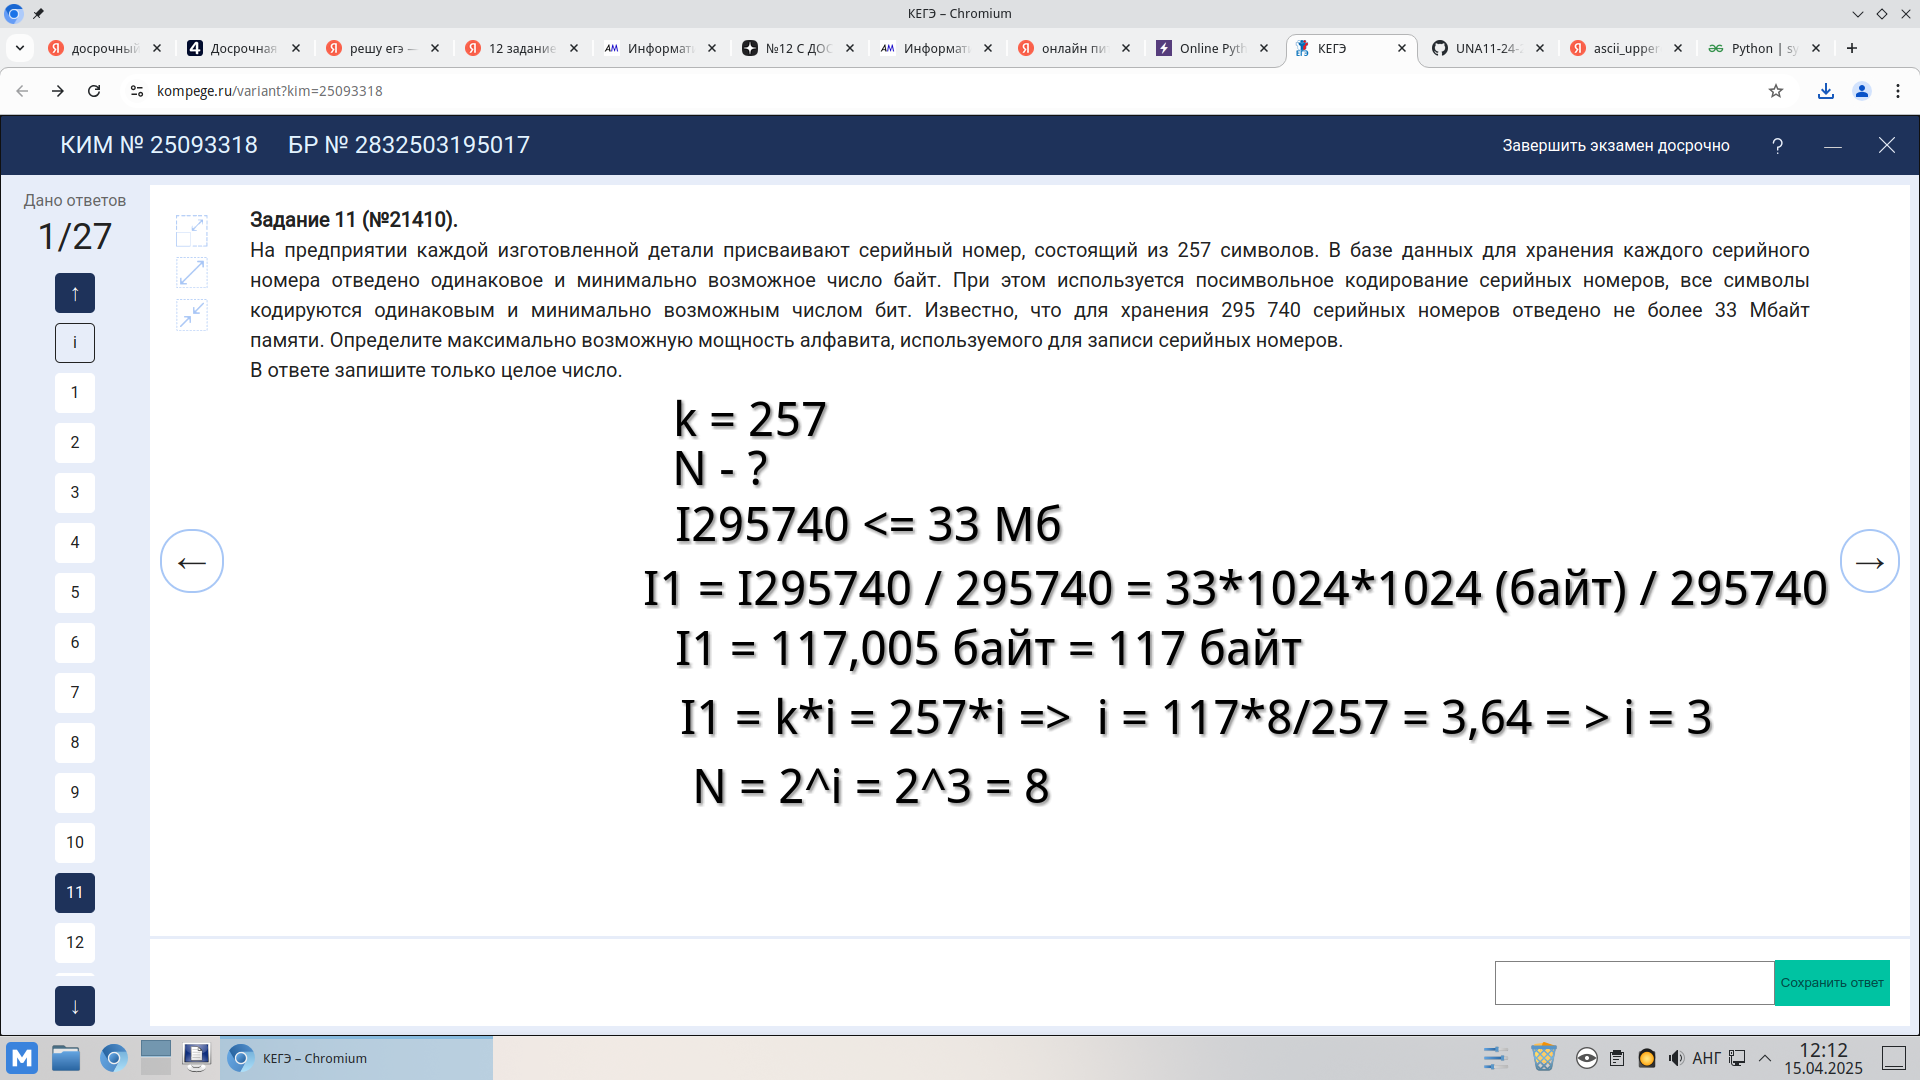 КЕГЭ – Chromium
досрочный
Досрочная
решу егэ —
12 задание
Информат
№12 С ДОС
Информат
онлайн пи
Online Pyth
КЕГЭ
UNA11-24-2
ascii_upper
Python | sy
kompege.ru/variant?kim=25093318
КИМ № 25093318 БР № 2832503195017
Завершить экзамен досрочно ?
Дано ответов
1/27
↑
i
1
2
3
4
5
6
7
8
9
10
11
12
↓
Задание 11 (№21410).
На предприятии каждой изготовленной детали присваивают серийный номер, состоящий из 257 символов. В базе данных для хранения каждого серийного
номера отведено одинаковое и минимально возможное число байт. При этом используется посимвольное кодирование серийных номеров, все символы
кодируются одинаковым и минимально возможным числом бит. Известно, что для хранения 295 740 серийных номеров отведено не более 33 Мбайт
памяти. Определите максимально возможную мощность алфавита, используемого для записи серийных номеров.
В ответе запишите только целое число.
k = 257
N - ?
I295740 <= 33 Мб
I1 = I295740 / 295740 = 33*1024*1024 (байт) / 295740
I1 = 117,005 байт = 117 байт
I1 = k*i = 257*i => i = 117*8/257 = 3,64 = > i = 3
N = 2^i = 2^3 = 8
←
→
Сохранить ответ
КЕГЭ – Chromium
АНГ
12:12
15.04.2025